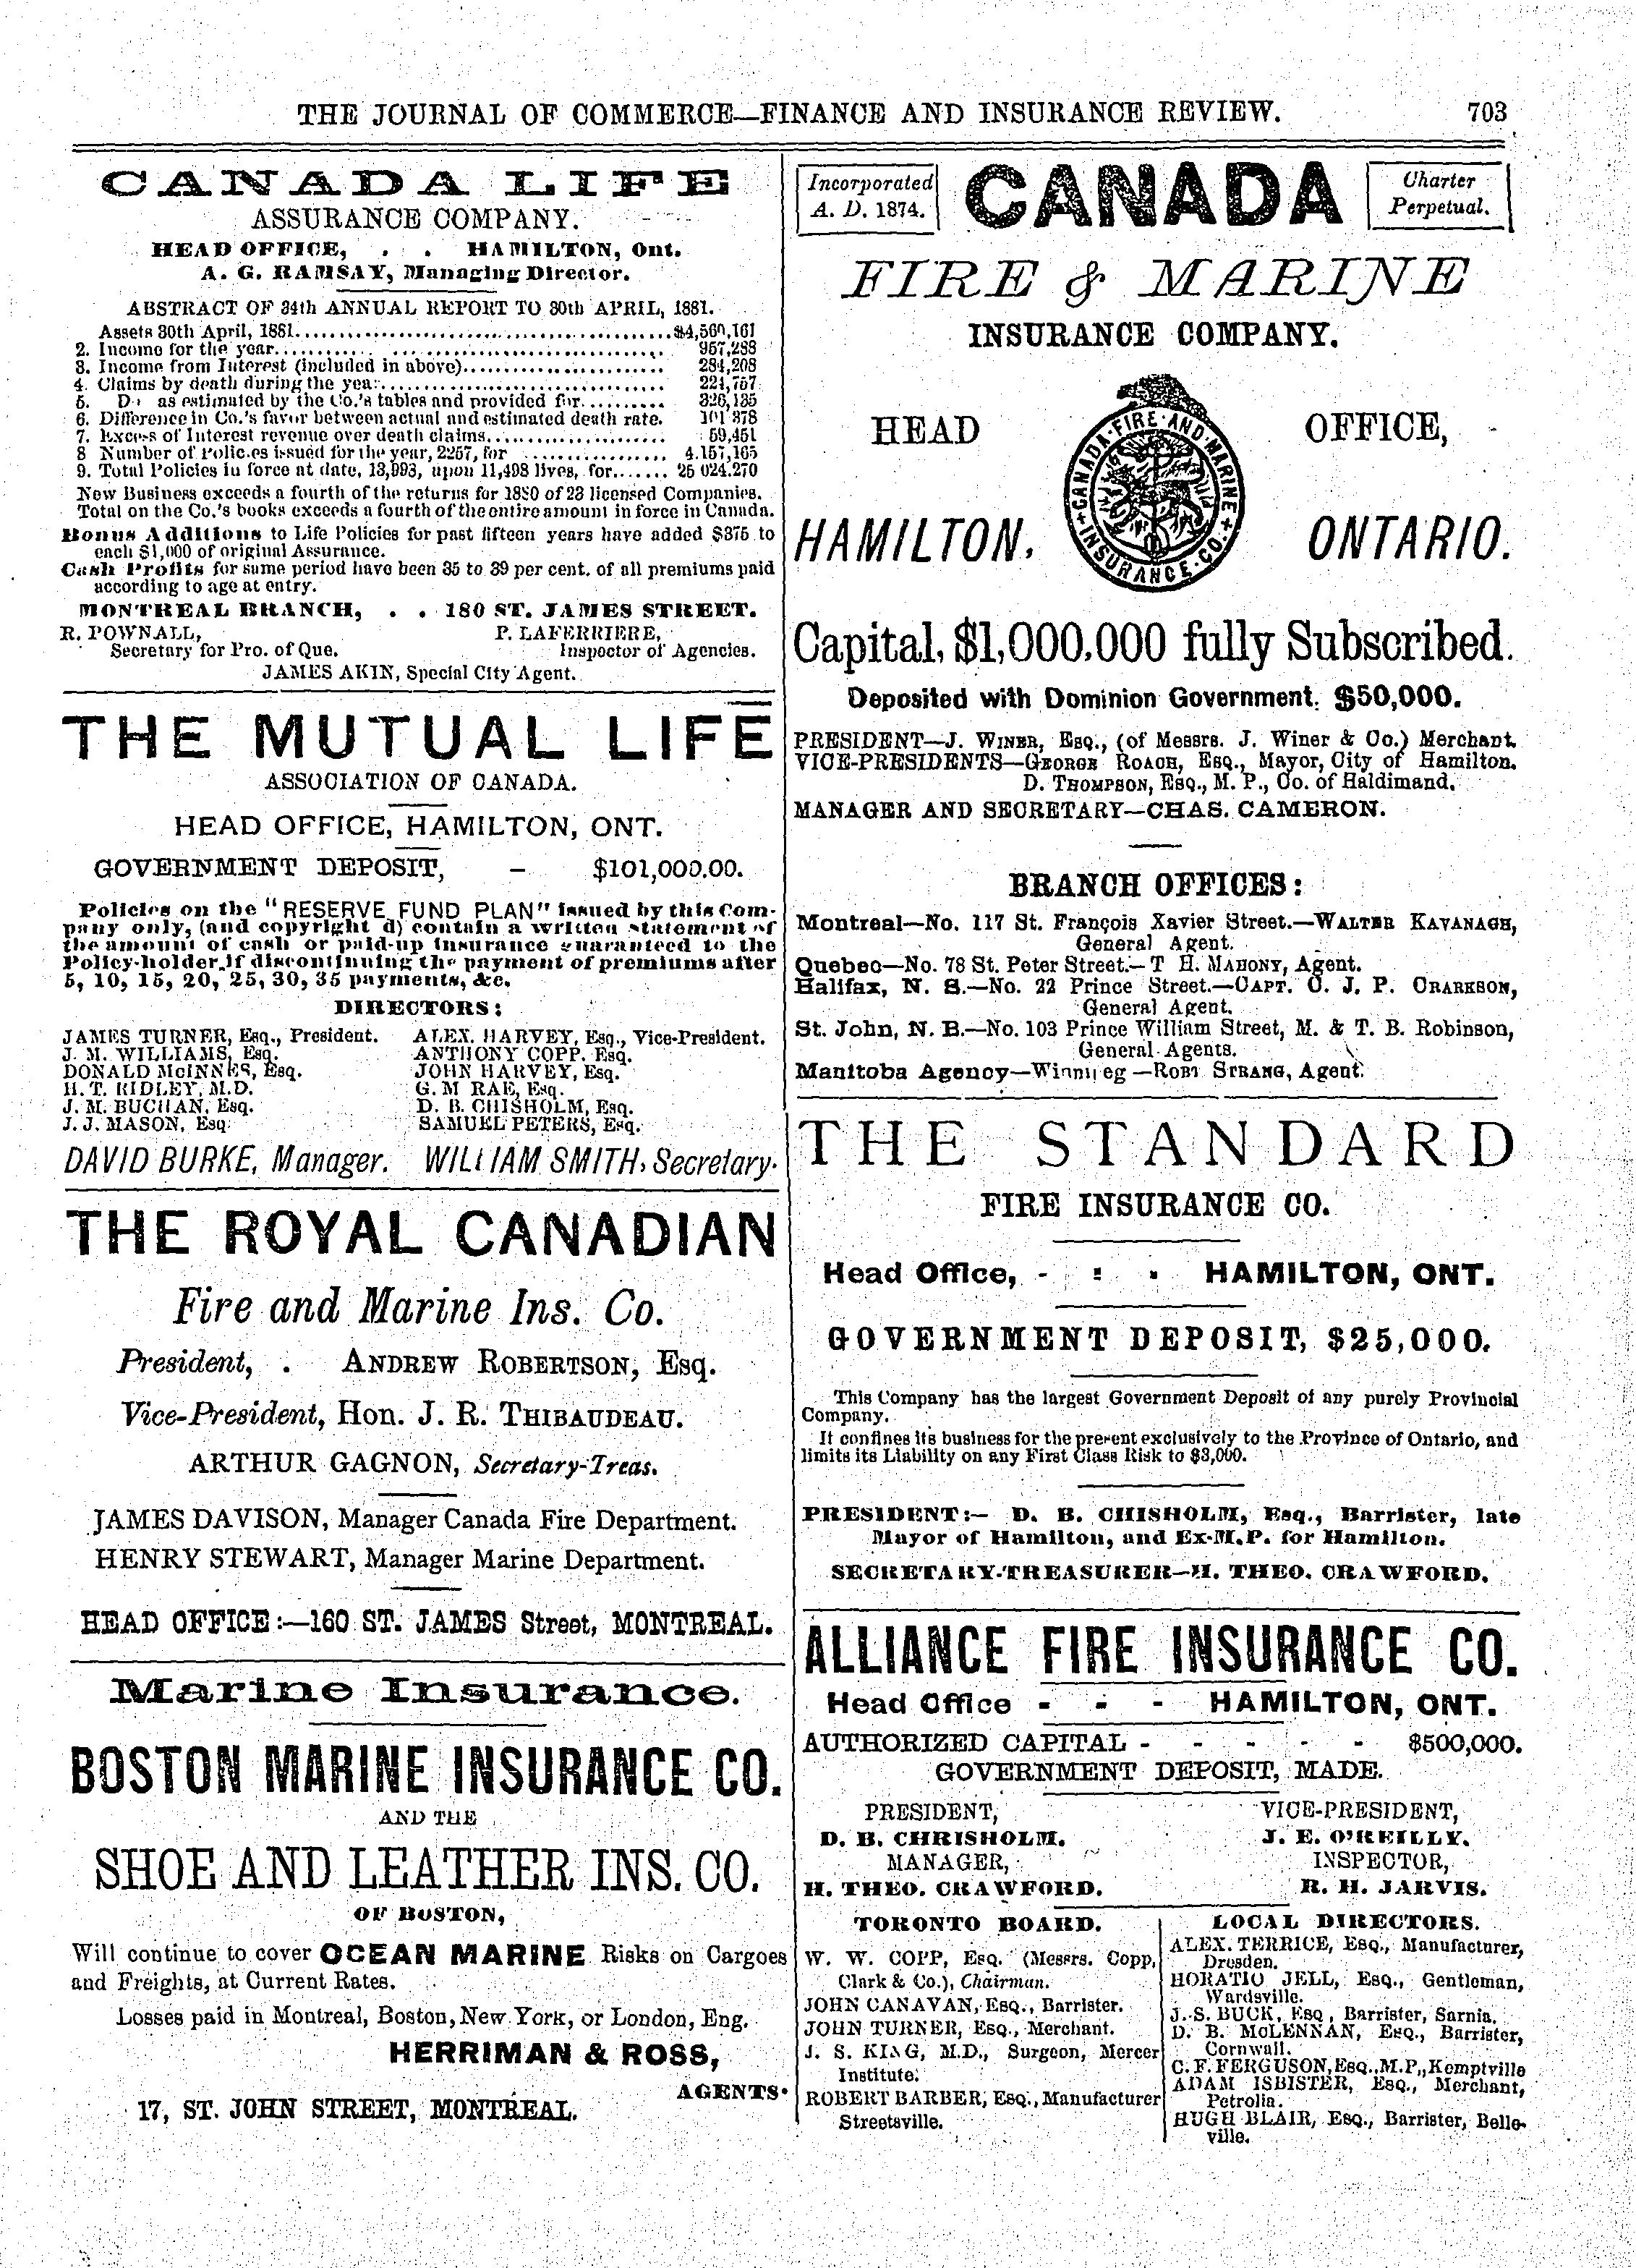 THE JOURNAL OF COMMERCE—FINANCE AND INSURANCE REVIEW. 703
CANADA LIFE
ASSURANCE COMPANY.
HEAD OFFICE, . . HAMILTON, Ont.
A. G. RAMSAY, Managing Director.
ABSTRACT OF 34th ANNUAL REPORT TO 30th APRIL, 1881.
Assets 30th April, 1881. $4,560,161
2. Income for the year. 957,288
3. Income from Interest (included in above). 284,208
4. Claims by death during the year. 221,757
5. Do as estimated by the Co.'s tables and provided for. 326,135
6. Difference in Co.'s favor between actual and estimated death rate. 101 378
7. Excess of Interest revenue over death claims. 59,451
8 Number of Policies issued for the year, 2257, for 4.157,165
9. Total Policies in force at date, 13,993, upon 11,498 lives, for. 25 024.270
New Business exceeds a fourth of the returns for 1880 of 23 licensed Companies.
Total on the Co.'s books exceeds a fourth of the entire amount in force in Canada.
Bonus Additions to Life Policies for past fifteen years have added $375 to
each $1,000 of original Assurance.
Cash Profits for same period have been 35 to 39 per cent. of all premiums paid
according to age at entry.
MONTREAL BRANCH, . . 180 ST. JAMES STREET.
R. POWNALL, P. LAFERRIERE,
Secretary for Pro. of Que. Inspector of Agencies.
JAMES AKIN, Special City Agent.
THE MUTUAL LIFE
ASSOCIATION OF CANADA.
HEAD OFFICE, HAMILTON, ONT.
GOVERNMENT DEPOSIT, – $101,000.00.
Policies on the "RESERVE FUND PLAN" issued by this Com-
pany only, (and copyright d) contain a written statement of
the amount of cash or paid-up insurance guaranteed to the
Policy-holder if discontinuing the payment of premiums after
5, 10, 15, 20, 25, 30, 35 payments, &c.
DIRECTORS:
JAMES TURNER, Esq., President. ALEX. HARVEY, Esq., Vice-President.
J. M. WILLIAMS, Esq. ANTHONY COPP. Esq.
DONALD McINNES, Esq. JOHN HARVEY, Esq.
H. T. RIDLEY, M.D. G. M RAE, Esq.
J. M. BUCHAN, Esq. D. B. CHISHOLM, Esq.
J. J. MASON, Esq. SAMUEL PETERS, Esq.
DAVID BURKE, Manager. WILLIAM SMITH, Secretary.
THE ROYAL CANADIAN
Fire and Marine Ins. Co.
President, . ANDREW ROBERTSON, Esq.
Vice-President, Hon. J. R. THIBAUDEAU.
ARTHUR GAGNON, Secretary-Treas.
JAMES DAVISON, Manager Canada Fire Department.
HENRY STEWART, Manager Marine Department.
HEAD OFFICE:—160 ST. JAMES Street, MONTREAL.
Marine Insurance.
BOSTON MARINE INSURANCE CO.
AND THE
SHOE AND LEATHER INS. CO.
OF BOSTON,
Will continue to cover OCEAN MARINE Risks on Cargoes
and Freights, at Current Rates.
Losses paid in Montreal, Boston, New York, or London, Eng.
HERRIMAN & ROSS,
AGENTS.
17, ST. JOHN STREET, MONTREAL.
Incorporated A. D. 1874.
CANADA
Charter Perpetual.
FIRE & MARINE
INSURANCE COMPANY.
HEAD OFFICE,
CANADA·FIRE·AND·MARINE INSURANCE·CO.
HAMILTON, ONTARIO.
Capital, $1,000,000 fully Subscribed.
Deposited with Dominion Government, $50,000.
PRESIDENT—J. WINER, ESQ., (of Messrs. J. Winer & Co.) Merchant.
VICE-PRESIDENTS—GEORGE ROACH, ESQ., Mayor, City of Hamilton.
D. THOMPSON, ESQ., M. P., Co. of Haldimand.
MANAGER AND SECRETARY—CHAS. CAMERON.
BRANCH OFFICES:
Montreal—No. 117 St. François Xavier Street.—WALTER KAVANAGH,
General Agent.
Quebec—No. 78 St. Peter Street.—T H. MAHONY, Agent.
Halifax, N. S.—No. 22 Prince Street.—CAPT. C. J. P. CLARKSON,
General Agent.
St. John, N. B.—No. 103 Prince William Street, M. & T. B. Robinson,
General Agents.
Manitoba Agency—Winnipeg—ROBT STRANG, Agent.
THE STANDARD
FIRE INSURANCE CO.
Head Office, - : . HAMILTON, ONT.
GOVERNMENT DEPOSIT, $25,000.
This Company has the largest Government Deposit of any purely Provincial
Company.
It confines its business for the present exclusively to the Province of Ontario, and
limits its Liability on any First Class Risk to $3,000.
PRESIDENT:— D. B. CHISHOLM, Esq., Barrister, late
Mayor of Hamilton, and Ex-M.P. for Hamilton.
SECRETARY-TREASURER—H. THEO. CRAWFORD.
ALLIANCE FIRE INSURANCE CO.
Head Office - - - HAMILTON, ONT.
AUTHORIZED CAPITAL - - - - - $500,000.
GOVERNMENT DEPOSIT, MADE.
PRESIDENT, VICE-PRESIDENT,
D. B. CHRISHOLM. J. E. O'REILLY.
MANAGER, INSPECTOR,
H. THEO. CRAWFORD. R. H. JARVIS.
TORONTO BOARD.
W. W. COPP, ESQ. (Messrs. Copp,
Clark & Co.), Chairman.
JOHN CANAVAN, ESQ., Barrister.
JOHN TURNER, ESQ., Merchant.
J. S. KING, M.D., Surgeon, Mercer
Institute.
ROBERT BARBER, ESQ., Manufacturer
Streetsville.
LOCAL DIRECTORS.
ALEX. TERRICE, ESQ., Manufacturer,
Dresden.
HORATIO JELL, ESQ., Gentleman,
Wardsville.
J. S. BUCK, ESQ, Barrister, Sarnia.
D. B. MCLENNAN, ESQ., Barrister,
Cornwall.
C. F. FERGUSON, ESQ., M.P., Kemptville
ADAM ISBISTER, ESQ., Merchant,
Petrolia.
HUGH BLAIR, ESQ., Barrister, Belle-
ville.